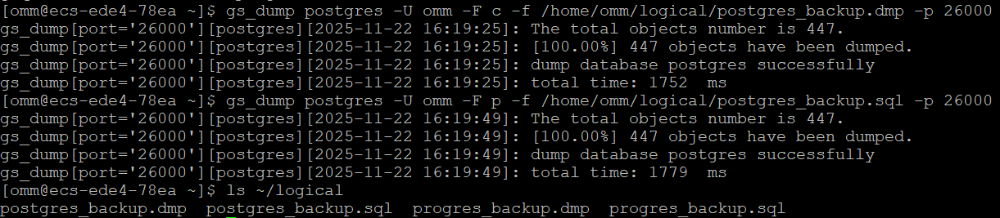 [omm@ecs-ede4-78ea ~]$ gs_dump postgres -U omm -F c -f /home/omm/logical/postgres_backup.dmp -p 26000
gs_dump[port='26000'][postgres][2025-11-22 16:19:25]: The total objects number is 447.
gs_dump[port='26000'][postgres][2025-11-22 16:19:25]: [100.00%] 447 objects have been dumped.
gs_dump[port='26000'][postgres][2025-11-22 16:19:25]: dump database postgres successfully
gs_dump[port='26000'][postgres][2025-11-22 16:19:25]: total time: 1752  ms
[omm@ecs-ede4-78ea ~]$ gs_dump postgres -U omm -F p -f /home/omm/logical/postgres_backup.sql -p 26000
gs_dump[port='26000'][postgres][2025-11-22 16:19:49]: The total objects number is 447.
gs_dump[port='26000'][postgres][2025-11-22 16:19:49]: [100.00%] 447 objects have been dumped.
gs_dump[port='26000'][postgres][2025-11-22 16:19:49]: dump database postgres successfully
gs_dump[port='26000'][postgres][2025-11-22 16:19:49]: total time: 1779  ms
[omm@ecs-ede4-78ea ~]$ ls ~/logical
postgres_backup.dmp  postgres_backup.sql  progres_backup.dmp  progres_backup.sql